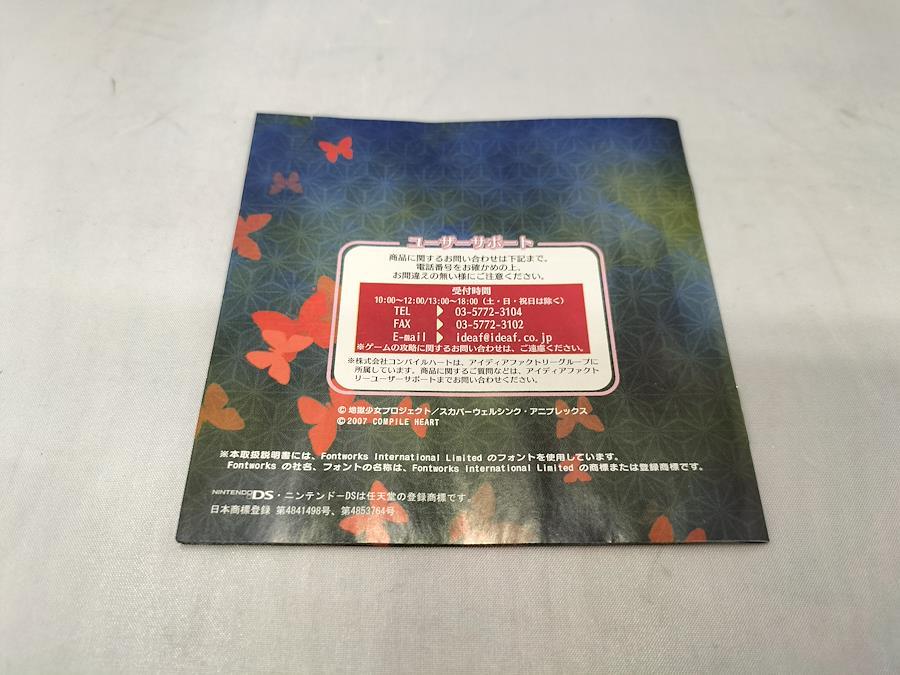 ユーザーサポート
商品に関するお問い合わせは下記まで。
電話番号をお確かめの上、
お間違えの無い様にご注意ください。
受付時間
10:00〜12:00/13:00〜18:00（土・日・祝日は除く）
TEL ▶ 03-5772-3104
FAX ▶ 03-5772-3102
E-mail ▶ ideaf@ideaf.co.jp
※ゲームの攻略に関するお問い合わせは、ご遠慮ください。
※株式会社コンパイルハートは、アイディアファクトリーグループに
所属しています。商品に関するご質問などは、アイディアファクト
リーユーザーサポートまでお問い合わせください。
© 地獄少女プロジェクト／スカパーウェルシンク・アニプレックス
© 2007 COMPILE HEART
※本取扱説明書には、Fontworks International Limited のフォントを使用しています。
Fontworks の社名、フォントの名称は、Fontworks International Limited の商標または登録商標です。
NINTENDO DS・ニンテンドーDSは任天堂の登録商標です。
日本商標登録 第4841498号、第4853764号